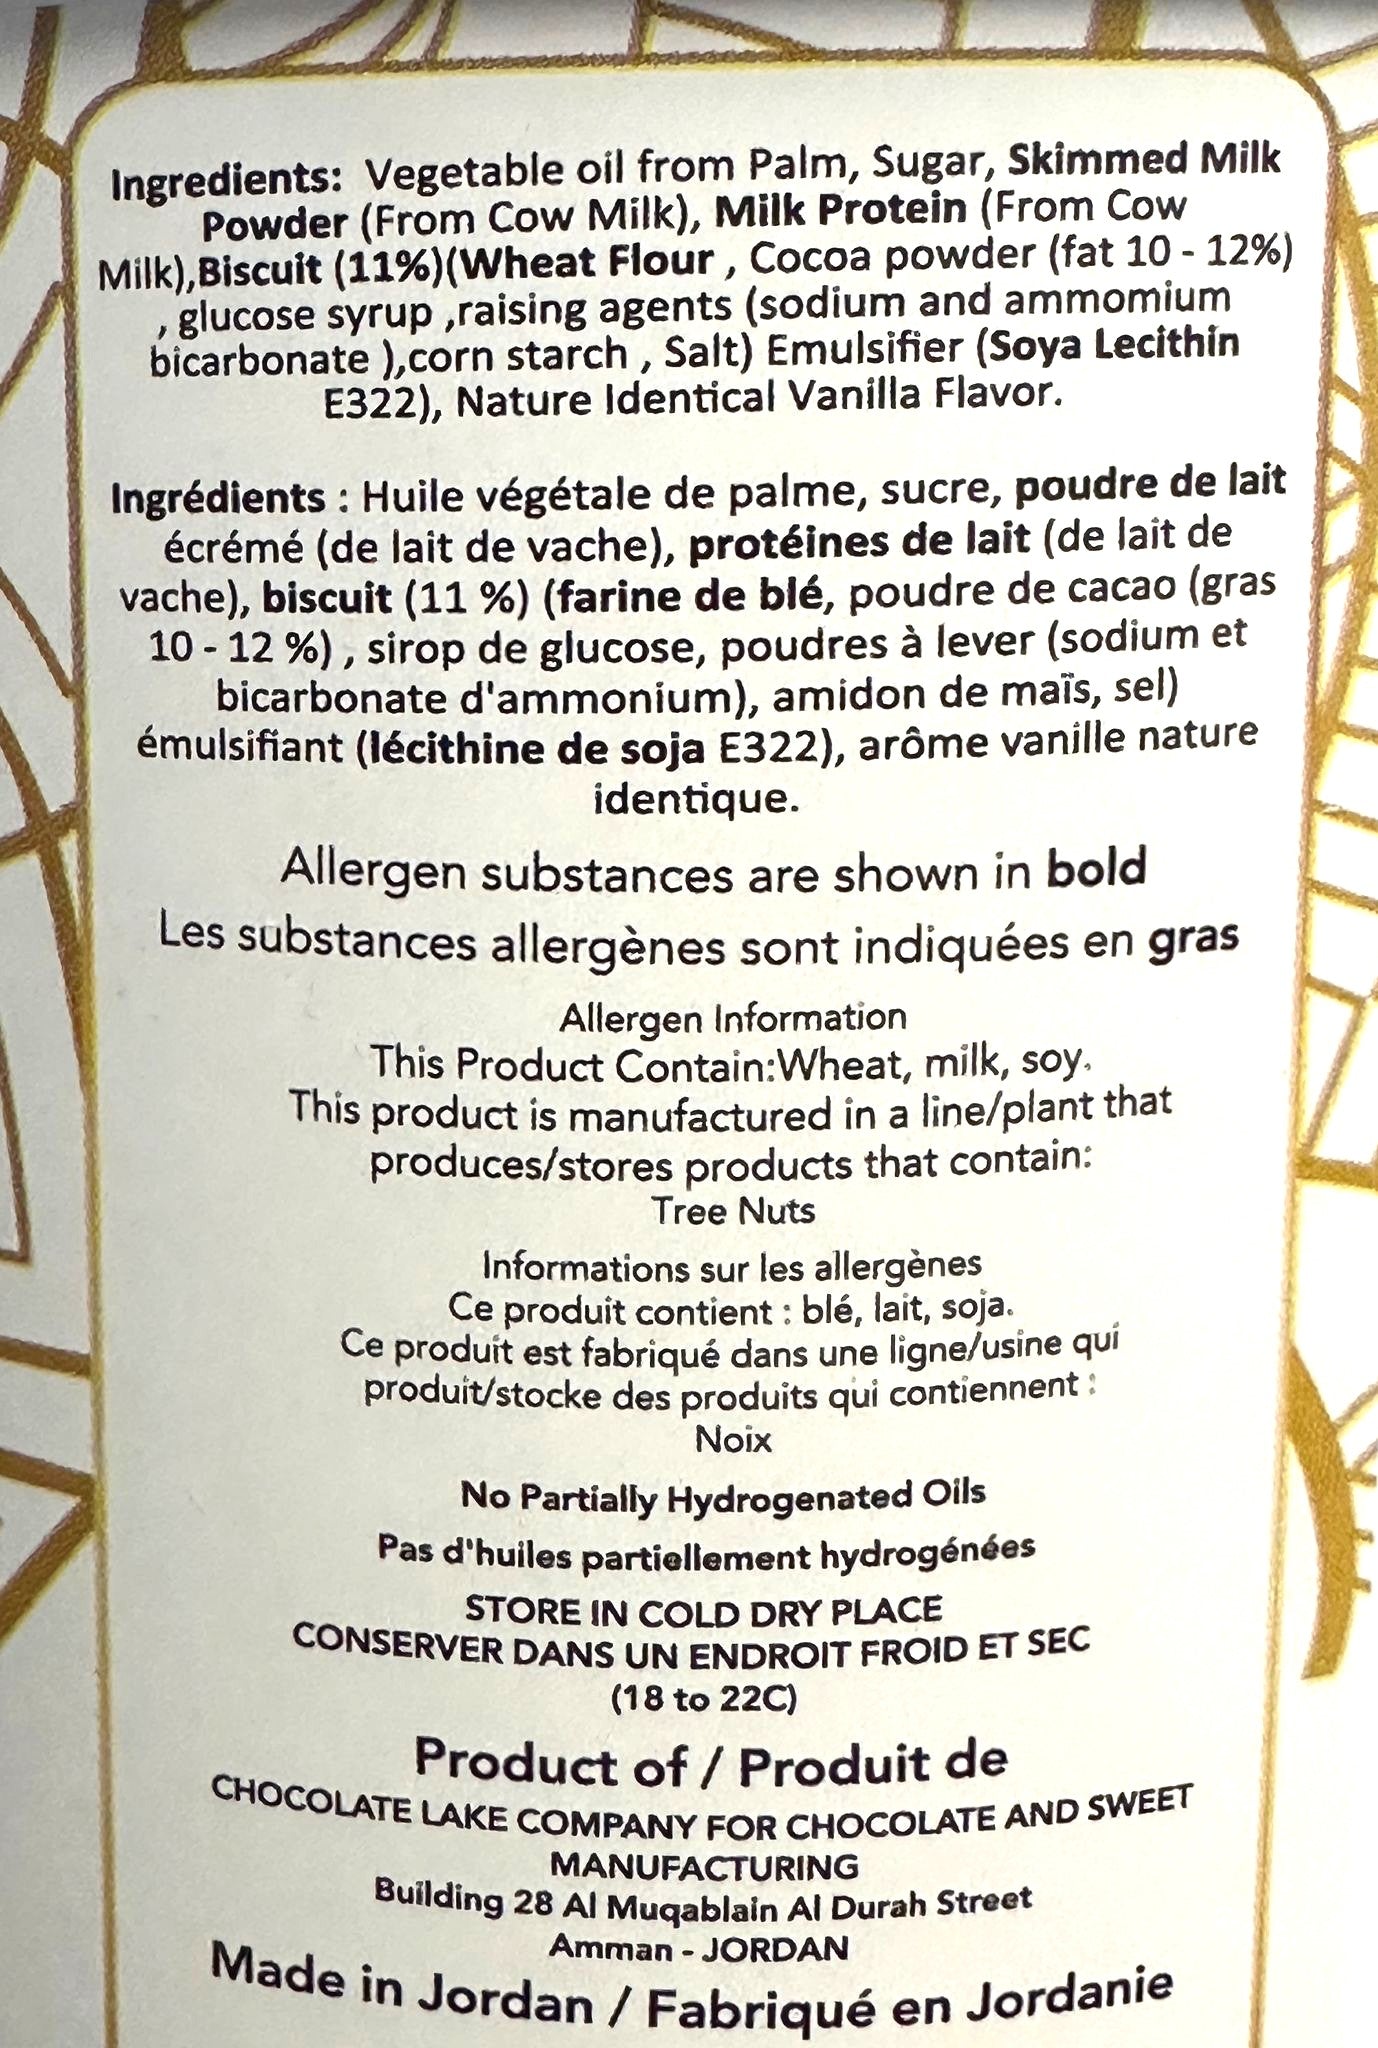 Ingredients: Vegetable oil from Palm, Sugar, Skimmed Milk
Powder (From Cow Milk), Milk Protein (From Cow
Milk),Biscuit (11%)(Wheat Flour , Cocoa powder (fat 10 - 12%)
, glucose syrup ,raising agents (sodium and ammomium
bicarbonate ),corn starch , Salt) Emulsifier (Soya Lecithin
E322), Nature Identical Vanilla Flavor.
Ingrédients : Huile végétale de palme, sucre, poudre de lait
écrémé (de lait de vache), protéines de lait (de lait de
vache), biscuit (11 %) (farine de blé, poudre de cacao (gras
10 - 12 %) , sirop de glucose, poudres à lever (sodium et
bicarbonate d'ammonium), amidon de maïs, sel)
émulsifiant (lécithine de soja E322), arôme vanille nature
identique.
Allergen substances are shown in bold
Les substances allergènes sont indiquées en gras
Allergen Information
This Product Contain:Wheat, milk, soy.
This product is manufactured in a line/plant that
produces/stores products that contain:
Tree Nuts
Informations sur les allergènes
Ce produit contient : blé, lait, soja.
Ce produit est fabriqué dans une ligne/usine qui
produit/stocke des produits qui contiennent :
Noix
No Partially Hydrogenated Oils
Pas d'huiles partiellement hydrogénées
STORE IN COLD DRY PLACE
CONSERVER DANS UN ENDROIT FROID ET SEC
(18 to 22C)
Product of / Produit de
CHOCOLATE LAKE COMPANY FOR CHOCOLATE AND SWEET
MANUFACTURING
Building 28 Al Muqablain Al Durah Street
Amman - JORDAN
Made in Jordan / Fabriqué en Jordanie